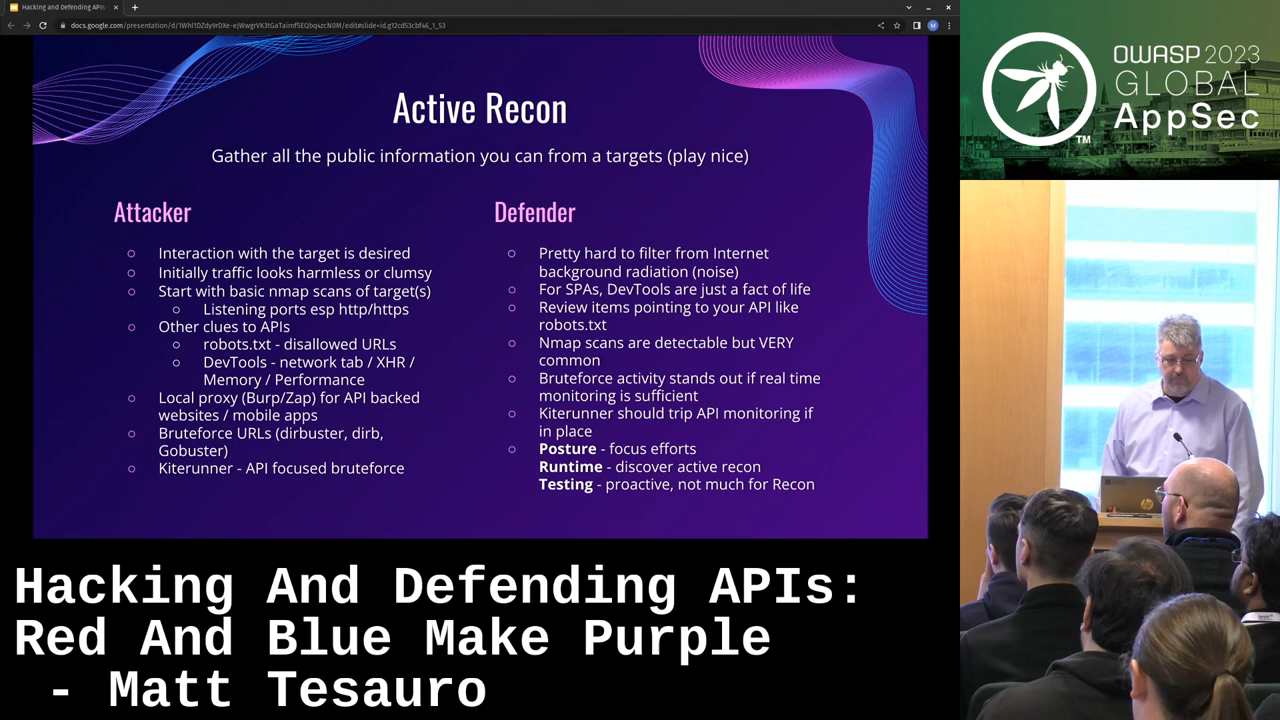 Hacking and Defending APIs
docs.google.com/presentation/d/
Active Recon
Gather all the public information you can from a targets (play nice)
Attacker
Interaction with the target is desired
Initially traffic looks harmless or clumsy
Start with basic nmap scans of target(s)
Listening ports esp http/https
Other clues to APIs
robots.txt - disallowed URLs
DevTools - network tab / XHR /
Memory / Performance
Local proxy (Burp/Zap) for API backed
websites / mobile apps
Bruteforce URLs (dirbuster, dirb,
Gobuster)
Kiterunner - API focused bruteforce
Defender
Pretty hard to filter from Internet
background radiation (noise)
For SPAs, DevTools are just a fact of life
Review items pointing to your API like
robots.txt
Nmap scans are detectable but VERY
common
Bruteforce activity stands out if real time
monitoring is sufficient
Kiterunner should trip API monitoring if
in place
Posture - focus efforts
Runtime - discover active recon
Testing - proactive, not much for Recon
OWASP 2023
GLOBAL
AppSec
TM
M
hp
Hacking And Defending APIs:
Red And Blue Make Purple
- Matt Tesauro